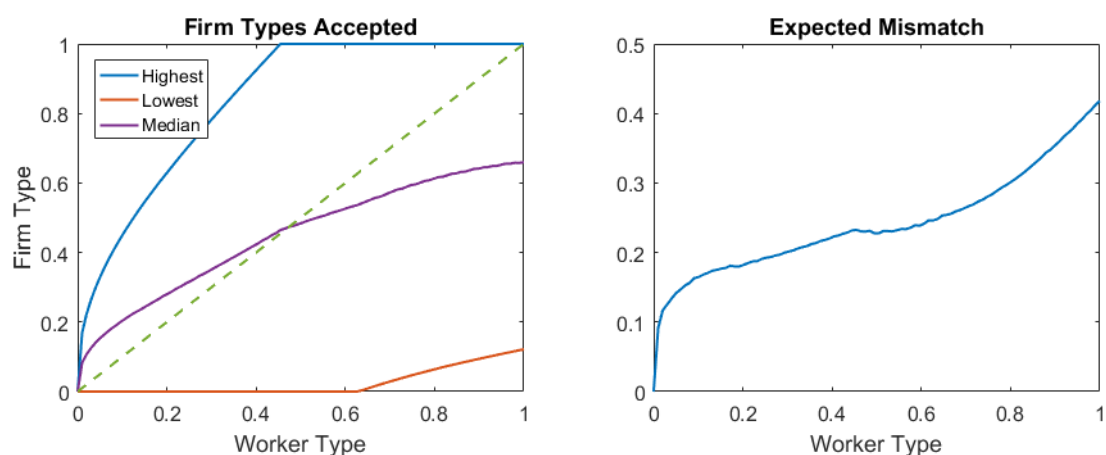 Firm Types Accepted
1
0.8
0.6
0.4
0.2
0
Firm Type
Highest
Lowest
Median
0 0.2 0.4 0.6 0.8 1
Worker Type
Expected Mismatch
0.5
0.4
0.3
0.2
0.1
0
0 0.2 0.4 0.6 0.8 1
Worker Type